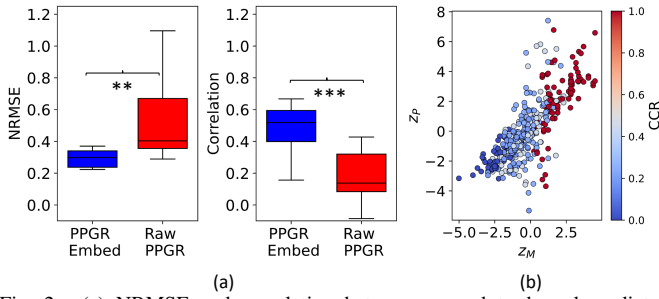 1.2
1.0
0.8
0.6
0.4
0.2
0.0
NRMSE
**
PPGR Embed
Raw PPGR
1.2
1.0
0.8
0.6
0.4
0.2
0.0
Correlation
***
PPGR Embed
Raw PPGR
(a)
8
6
4
2
0
−2
−4
z_P
−5.0 −2.5 0.0 2.5
z_M
1.0
0.8
0.6
0.4
0.2
0.0
CCR
(b)